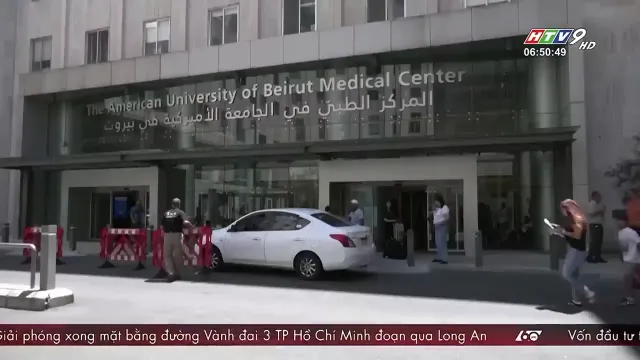 HTV9 HD
06:50:49
The American University of Beirut Medical Center
المركز الطبي في الجامعة الأميركية في بيروت
Giải phóng xong mặt bằng đường Vành đai 3 TP Hồ Chí Minh đoạn qua Long An
60
Vốn đầu tư t